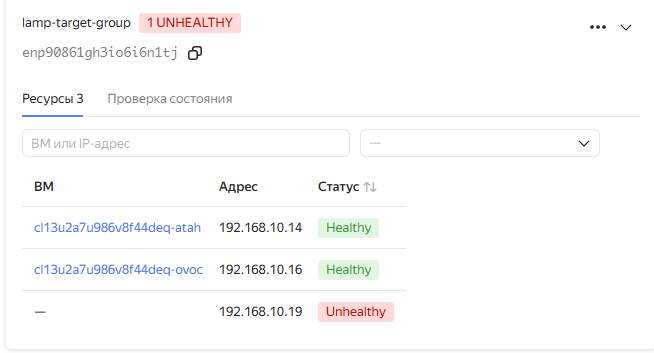 lamp-target-group 1 UNHEALTHY
enp90861gh3io6i6n1tj
Ресурсы 3 Проверка состояния
ВМ или IP-адрес —
ВМ Адрес Статус
cl13u2a7u986v8f44deq-atah 192.168.10.14 Healthy
cl13u2a7u986v8f44deq-ovoc 192.168.10.16 Healthy
— 192.168.10.19 Unhealthy